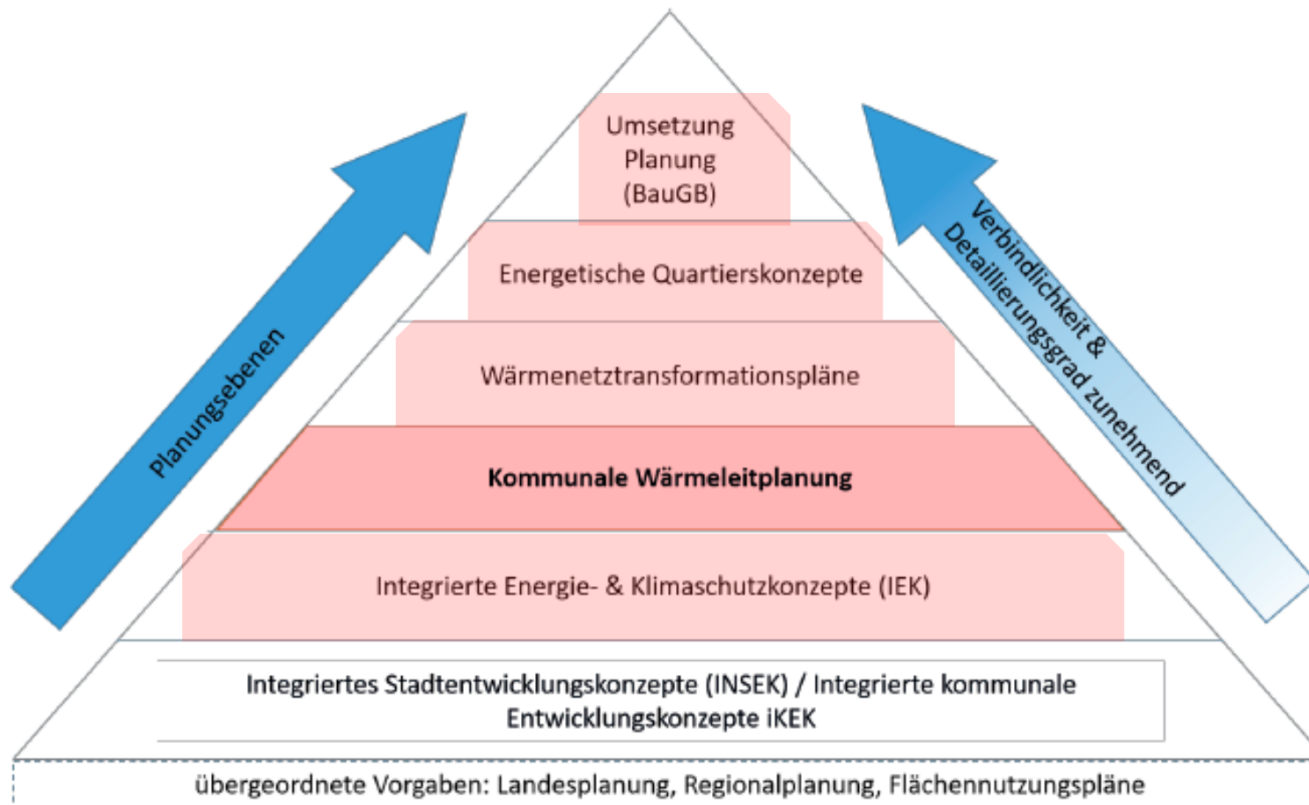 Umsetzung
Planung
(BauGB)
Energetische Quartierskonzepte
Wärmenetztransformationspläne
Kommunale Wärmeleitplanung
Integrierte Energie- & Klimaschutzkonzepte (IEK)
Integriertes Stadtentwicklungskonzepte (INSEK) / Integrierte kommunale
Entwicklungskonzepte iKEK
übergeordnete Vorgaben: Landesplanung, Regionalplanung, Flächennutzungspläne
Planungsebenen
Verbindlichkeit &
Detaillierungsgrad zunehmend